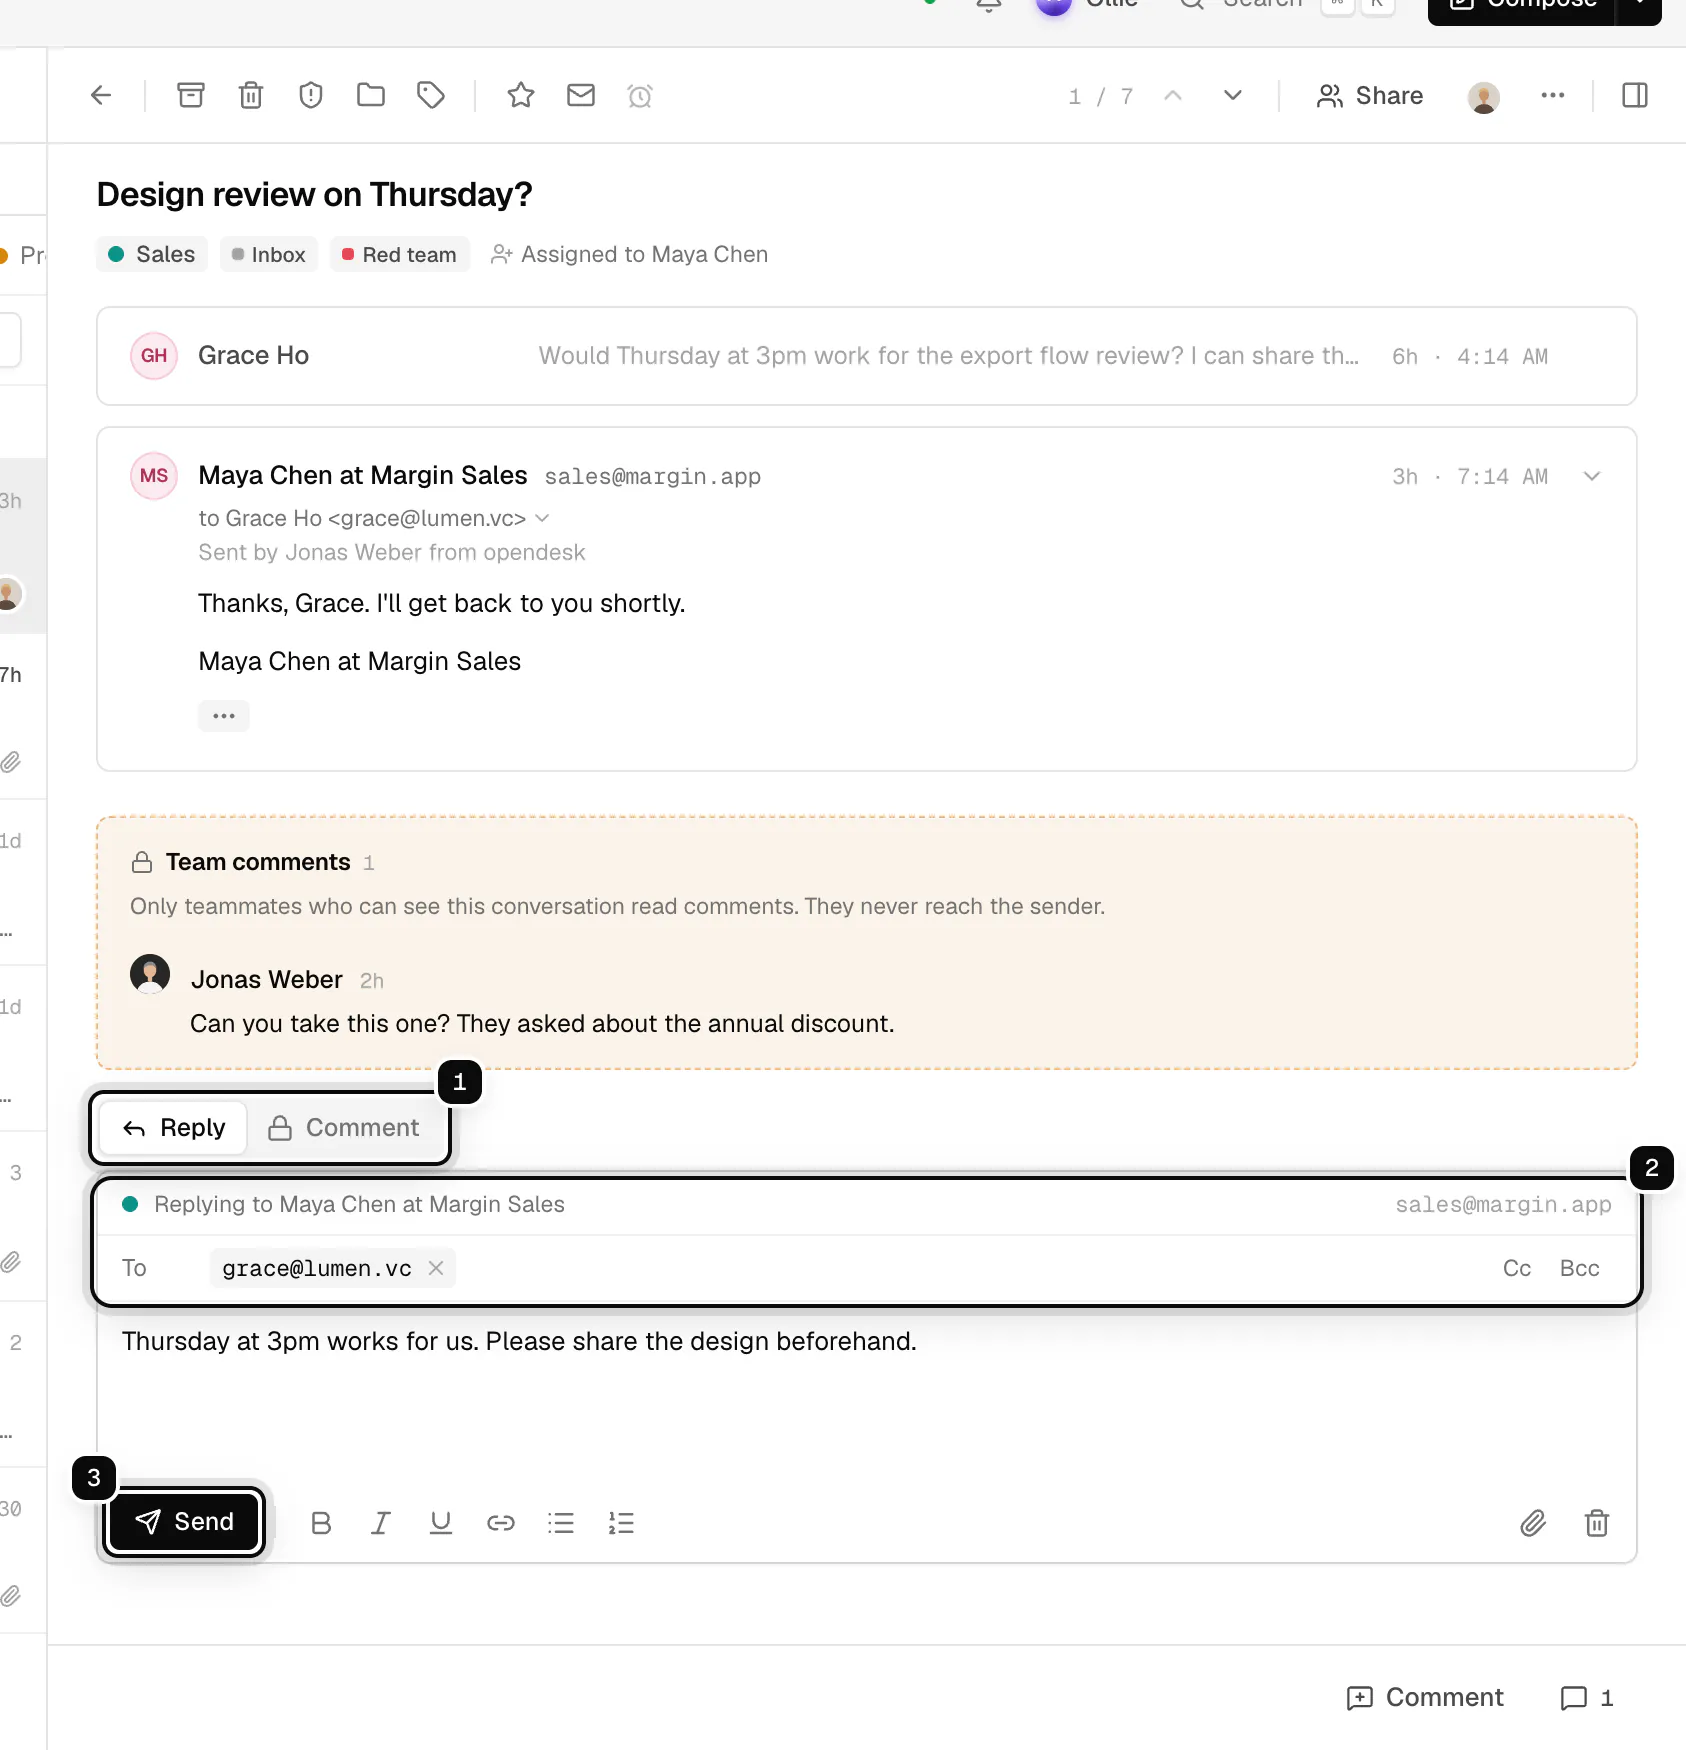 Ollie
Search
K
Compose
1 / 7
Share
Design review on Thursday?
Sales
Inbox
Red team
Assigned to Maya Chen
GH
Grace Ho
Would Thursday at 3pm work for the export flow review? I can share th...
6h · 4:14 AM
MS
Maya Chen at Margin Sales
sales@margin.app
3h · 7:14 AM
to Grace Ho <grace@lumen.vc>
Sent by Jonas Weber from opendesk
Thanks, Grace. I'll get back to you shortly.
Maya Chen at Margin Sales
Team comments 1
Only teammates who can see this conversation read comments. They never reach the sender.
Jonas Weber 2h
Can you take this one? They asked about the annual discount.
1
Reply
Comment
2
Replying to Maya Chen at Margin Sales
sales@margin.app
To
grace@lumen.vc
Cc
Bcc
Thursday at 3pm works for us. Please share the design beforehand.
3
Send
Comment
1
3h
7h
1d
1d
3
2
30